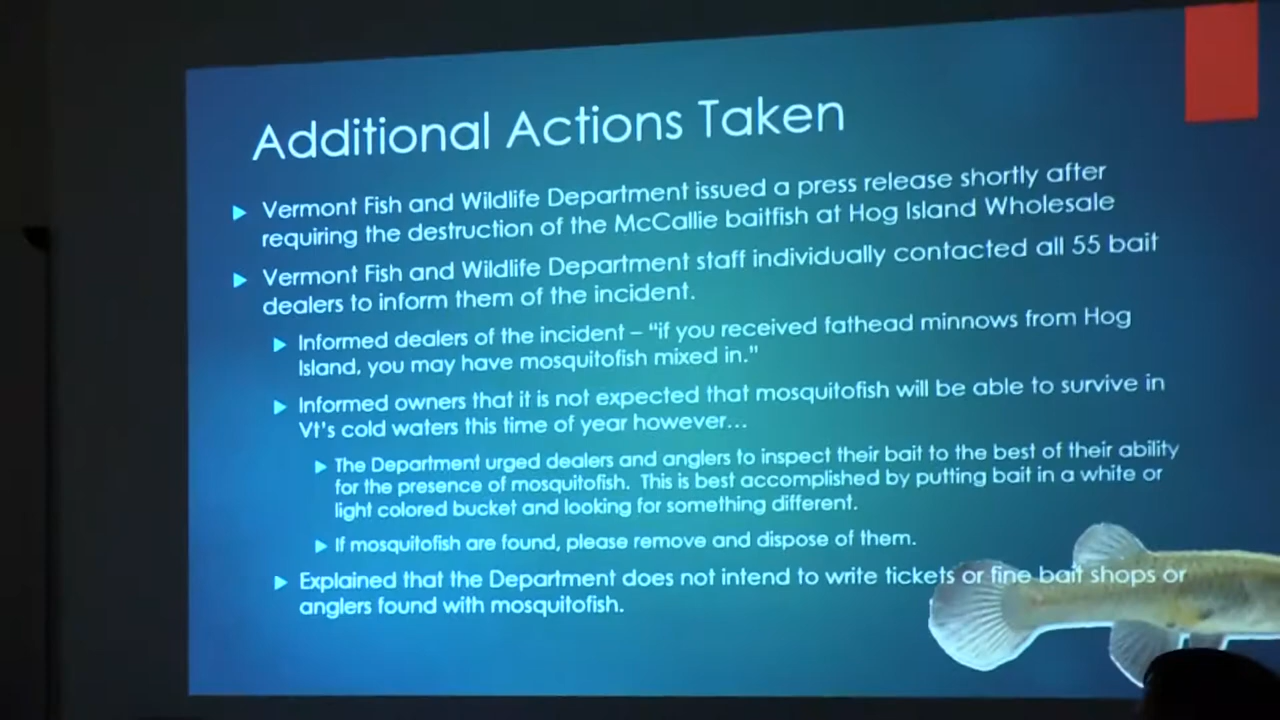 Additional Actions Taken
Vermont Fish and Wildlife Department issued a press release shortly after
requiring the destruction of the McCallie baitfish at Hog Island Wholesale
Vermont Fish and Wildlife Department staff individually contacted all 55 bait
dealers to inform them of the incident.
Informed dealers of the incident – "if you received fathead minnows from Hog
Island, you may have mosquitofish mixed in."
Informed owners that it is not expected that mosquitofish will be able to survive in
Vt's cold waters this time of year however...
The Department urged dealers and anglers to inspect their bait to the best of their ability
for the presence of mosquitofish. This is best accomplished by putting bait in a white or
light colored bucket and looking for something different.
If mosquitofish are found, please remove and dispose of them.
Explained that the Department does not intend to write tickets or fine bait shops or
anglers found with mosquitofish.